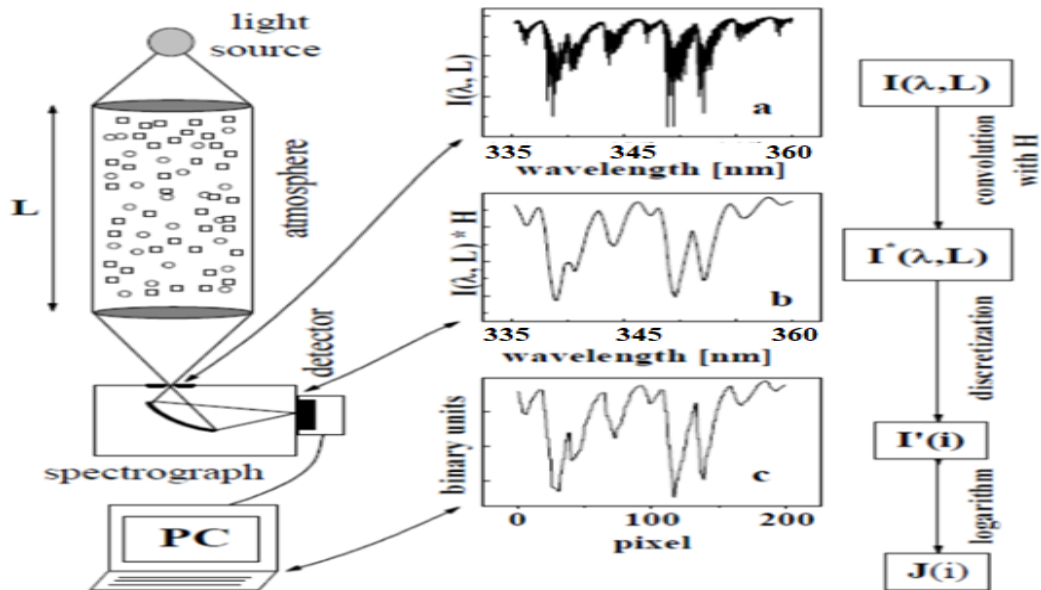 light
source
L
atmosphere
detector
spectrograph
PC
I(λ, L)
a
335 345 360
wavelength [nm]
I(λ, L) * H
b
335 345 360
wavelength [nm]
binary units
c
0 100 200
pixel
I(λ,L)
convolution
with H
I*(λ,L)
discretization
I'(i)
logarithm
J(i)